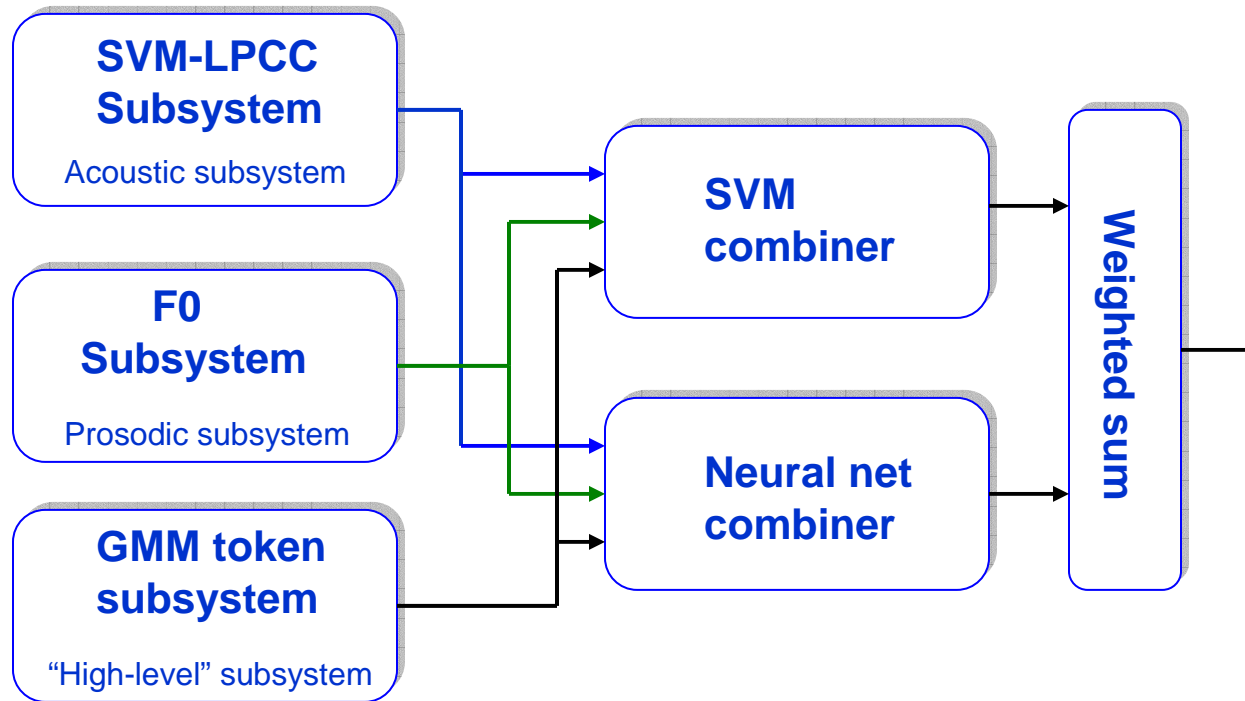 SVM-LPCC
Subsystem
Acoustic subsystem
F0
Subsystem
Prosodic subsystem
GMM token
subsystem
“High-level” subsystem
SVM
combiner
Neural net
combiner
Weighted sum